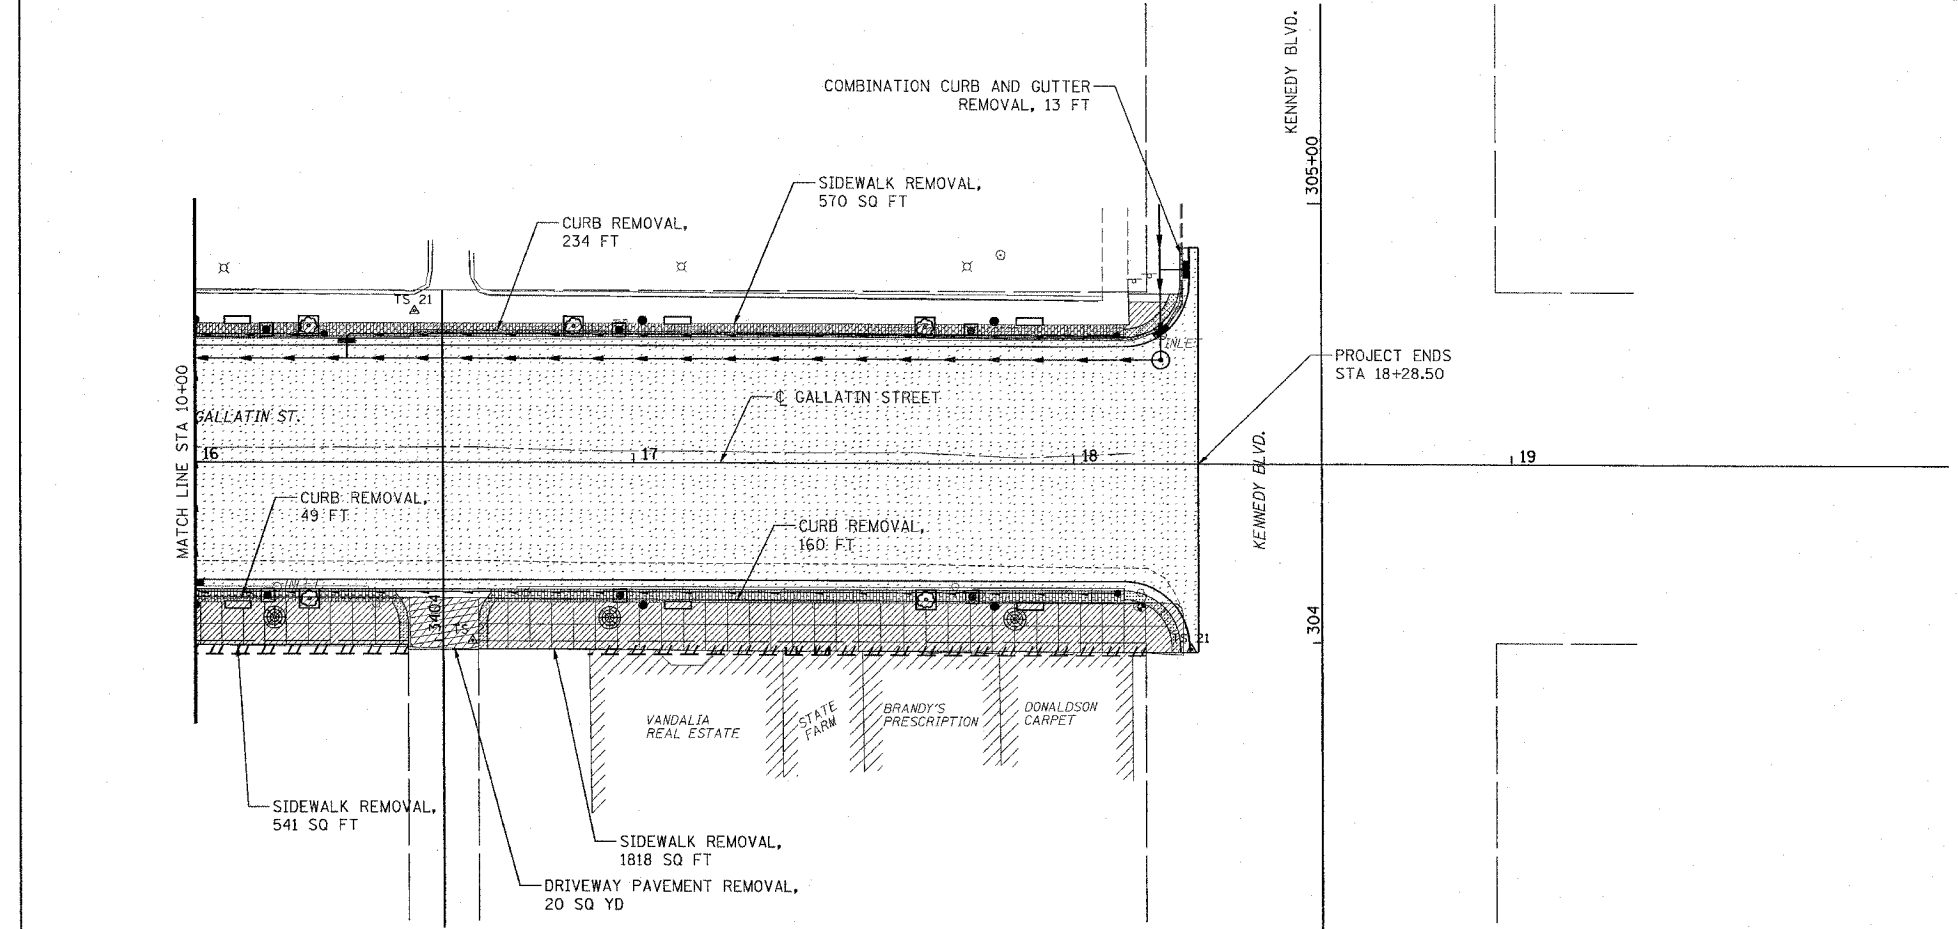 KENNEDY BLVD.
305+00
COMBINATION CURB AND GUTTER
REMOVAL, 13 FT
SIDEWALK REMOVAL,
570 SQ FT
CURB REMOVAL,
234 FT
TS 21
INLET
PROJECT ENDS
STA 18+28.50
MATCH LINE STA 10+00
GALLATIN ST.
℄ GALLATIN STREET
16
17
18
19
KENNEDY BLVD.
CURB REMOVAL,
49 FT
CURB REMOVAL,
160 FT
INLET
304
TS 21
VANDALIA
REAL ESTATE
STATE
FARM
BRANDY'S
PRESCRIPTION
DONALDSON
CARPET
SIDEWALK REMOVAL,
541 SQ FT
SIDEWALK REMOVAL,
1818 SQ FT
DRIVEWAY PAVEMENT REMOVAL,
20 SQ YD